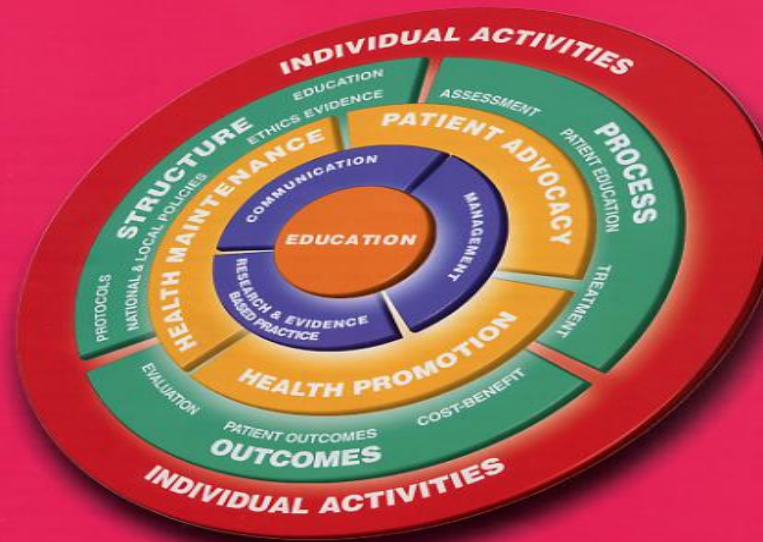 INDIVIDUAL ACTIVITIES
STRUCTURE
EDUCATION
ETHICS EVIDENCE
NATIONAL & LOCAL POLICIES
PROTOCOLS
PROCESS
ASSESSMENT
PATIENT EDUCATION
TREATMENT
HEALTH MAINTENANCE
PATIENT ADVOCACY
COMMUNICATION
MANAGEMENT
EDUCATION
RESEARCH & EVIDENCE
BASED PRACTICE
HEALTH PROMOTION
EVALUATION
PATIENT OUTCOMES
COST-BENEFIT
OUTCOMES
INDIVIDUAL ACTIVITIES